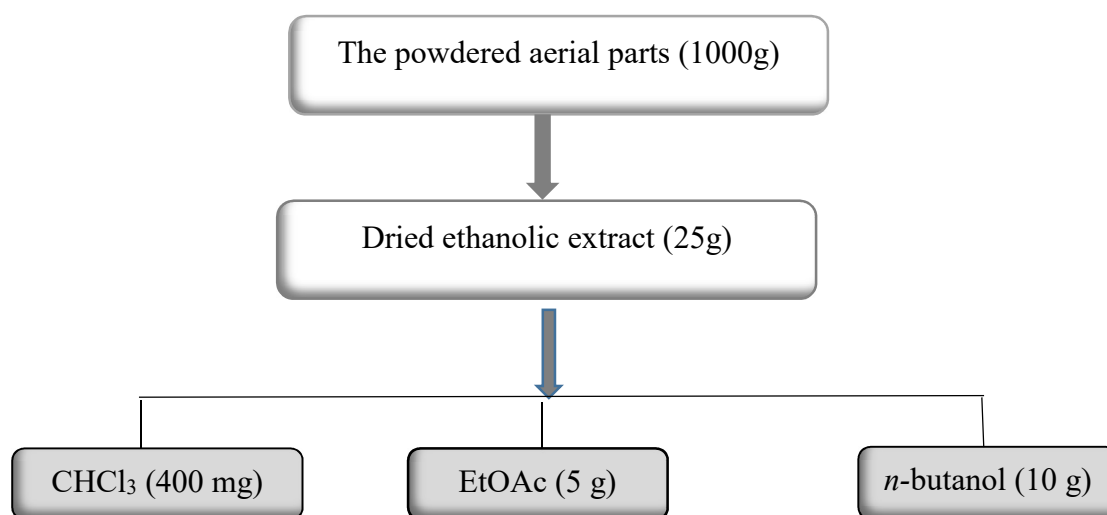 The powdered aerial parts (1000g)
Dried ethanolic extract (25g)
CHCl₃ (400 mg)
EtOAc (5 g)
n-butanol (10 g)